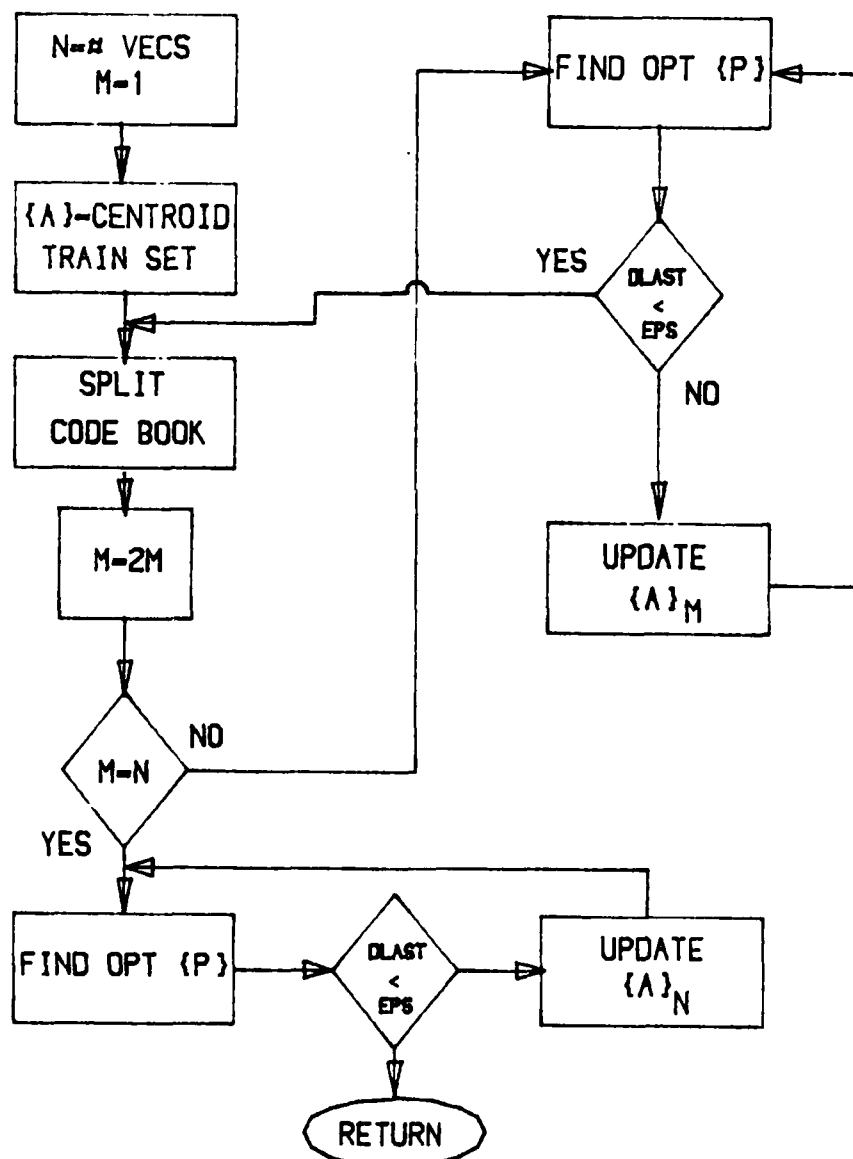 N=# VECS
M=1
{A}=CENTROID
TRAIN SET
SPLIT
CODE BOOK
M=2M
M=N
NO
YES
FIND OPT {P}
DLAST
<
EPS
YES
NO
UPDATE
{A}M
FIND OPT {P}
DLAST
<
EPS
UPDATE
{A}N
RETURN